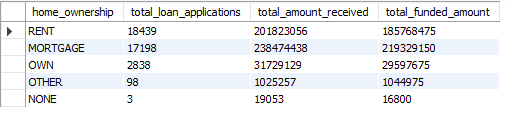 home_ownership total_loan_applications total_amount_received total_funded_amount
RENT 18439 201823056 185768475
MORTGAGE 17198 238474438 219329150
OWN 2838 31729129 29597675
OTHER 98 1025257 1044975
NONE 3 19053 16800